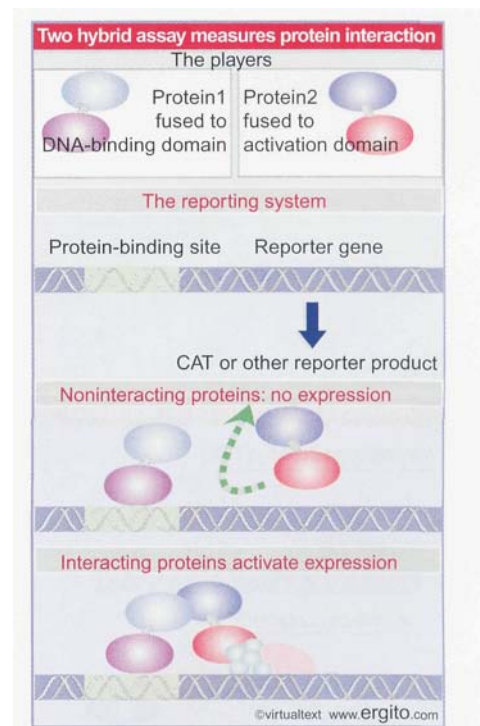 Two hybrid assay measures protein interaction
The players
Protein1
fused to
DNA-binding domain
Protein2
fused to
activation domain
The reporting system
Protein-binding site
Reporter gene
CAT or other reporter product
Noninteracting proteins: no expression
Interacting proteins activate expression
©virtualtext www.ergito.com